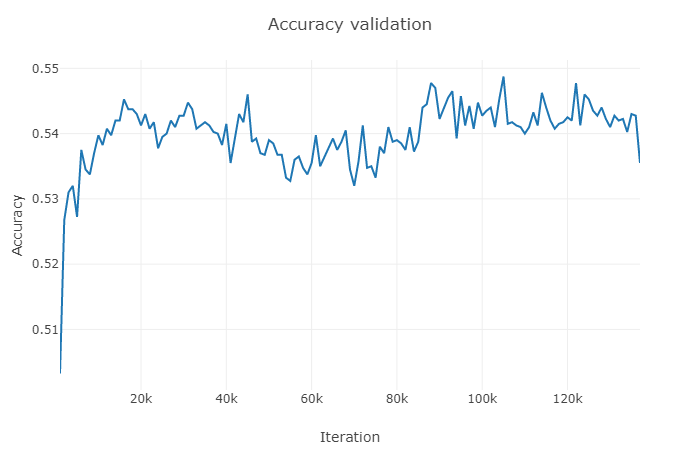 Accuracy validation
0.55
0.54
0.53
0.52
0.51
Accuracy
20k
40k
60k
80k
100k
120k
Iteration